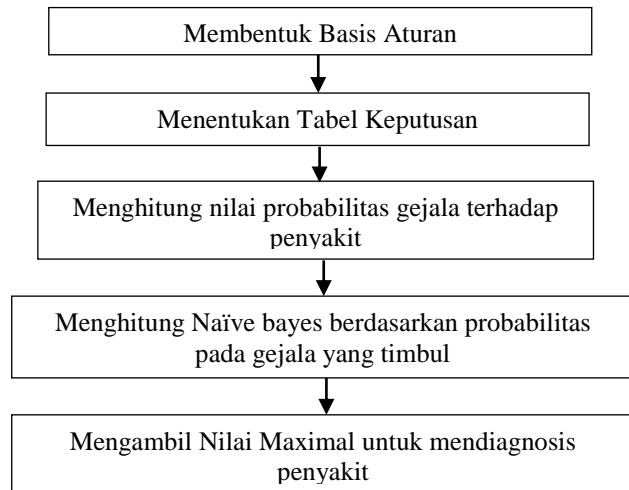 Membentuk Basis Aturan
Menentukan Tabel Keputusan
Menghitung nilai probabilitas gejala terhadap
penyakit
Menghitung Naïve bayes berdasarkan probabilitas
pada gejala yang timbul
Mengambil Nilai Maximal untuk mendiagnosis
penyakit